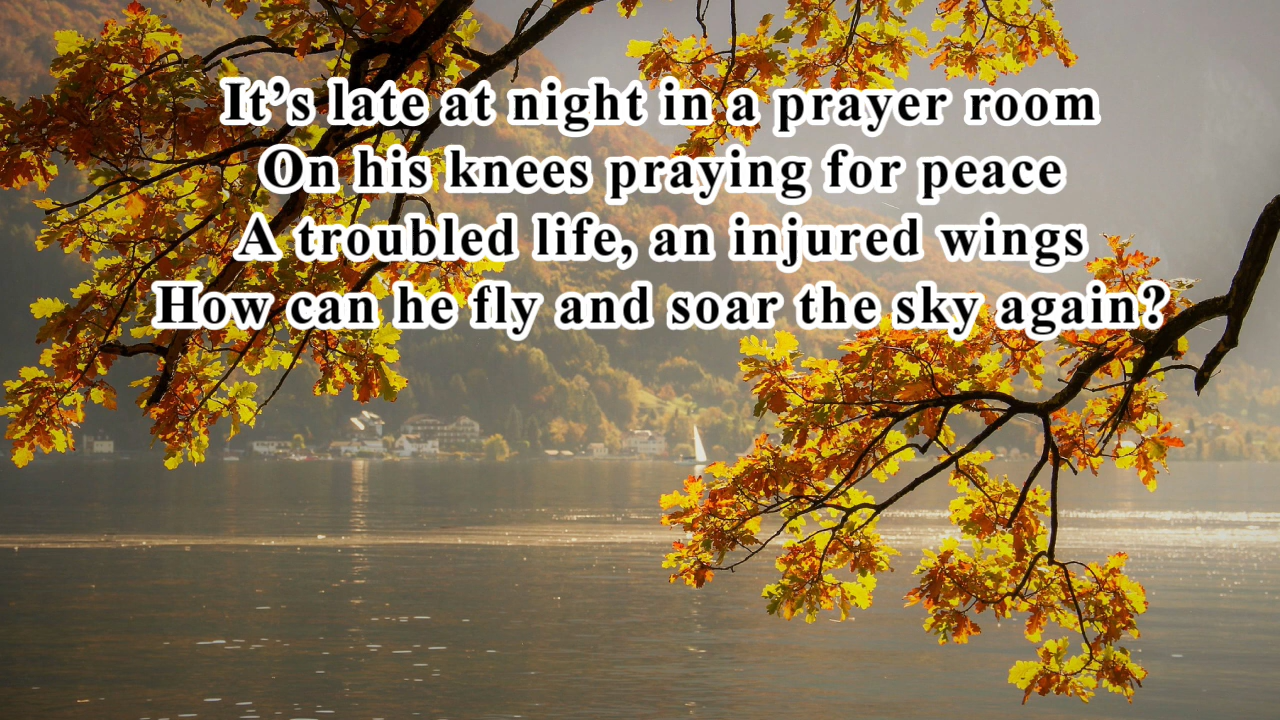 It’s late at night in a prayer room
On his knees praying for peace
A troubled life, an injured wings
How can he fly and soar the sky again?